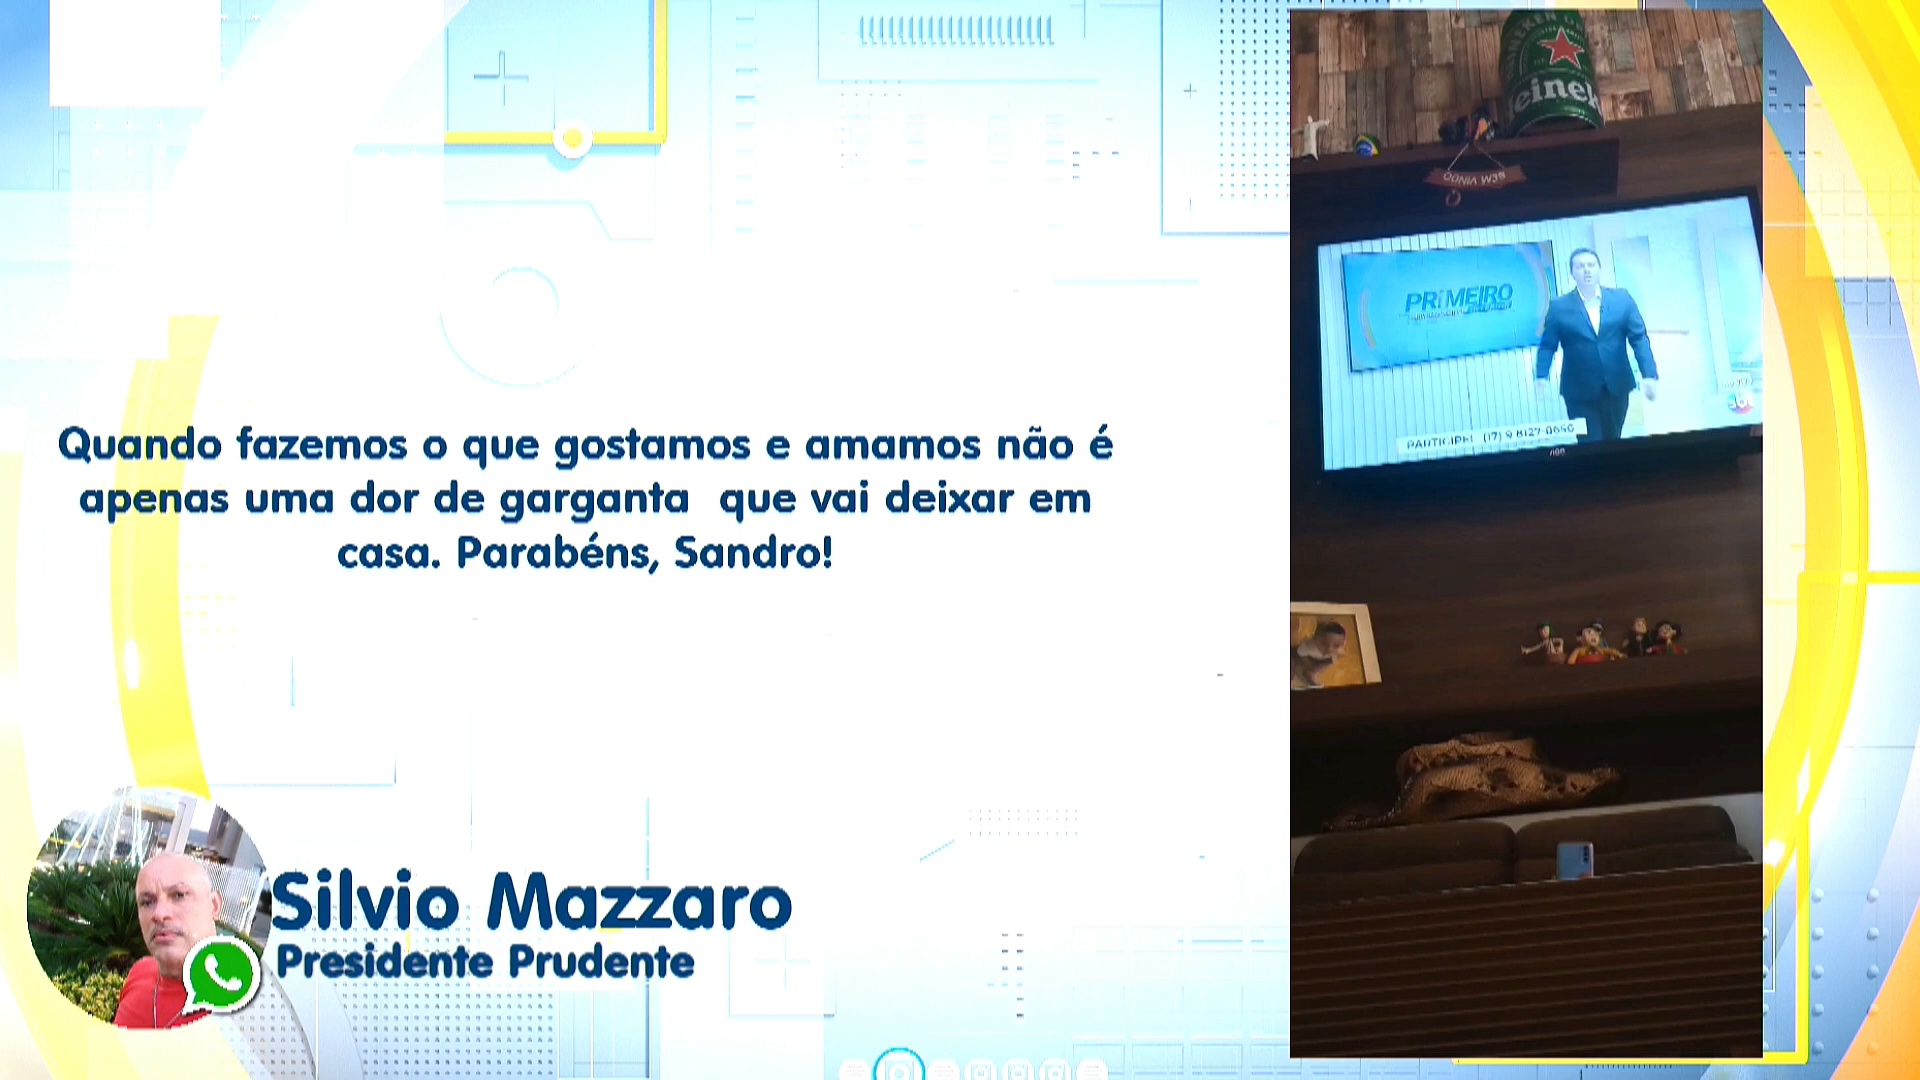 Quando fazemos o que gostamos e amamos não é
apenas uma dor de garganta  que vai deixar em
casa. Parabéns, Sandro!
Silvio Mazzaro
Presidente Prudente
PRIMEIRO